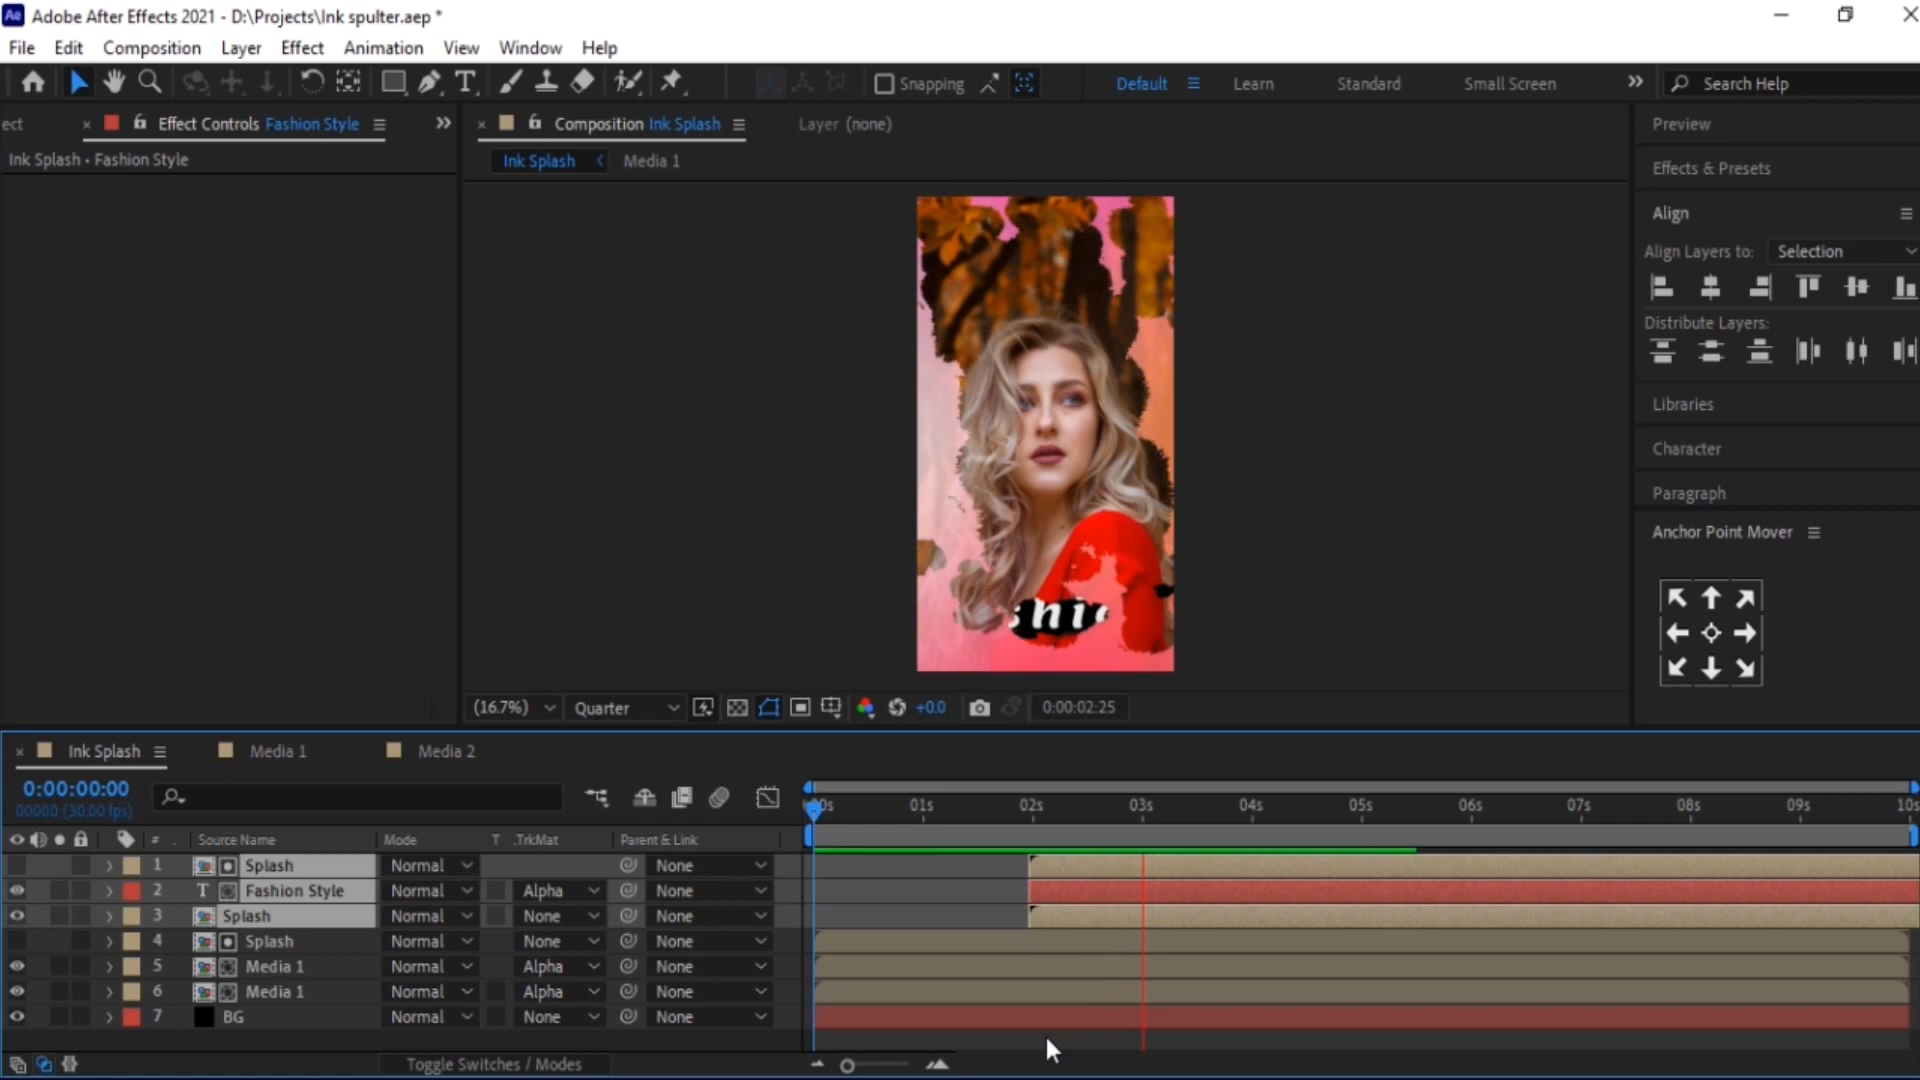 Ae Adobe After Effects 2021 - D:\Projects\Ink spulter.aep *
File Edit Composition Layer Effect Animation View Window Help
Snapping Default Learn Standard Small Screen Search Help
ect Effect Controls Fashion Style Composition Ink Splash Layer (none) Preview
Ink Splash • Fashion Style Ink Splash Media 1
Effects & Presets
Align
Align Layers to: Selection
Distribute Layers:
Libraries
Character
Paragraph
Anchor Point Mover
shi
(16.7%) Quarter +0.0 0:00:02:25
Ink Splash Media 1 Media 2
0:00:00:00
00000 (30.00 fps)
00s 01s 02s 03s 04s 05s 06s 07s 08s 09s 10s
# Source Name Mode T .TrkMat Parent & Link
1 Splash Normal None
2 T Fashion Style Normal Alpha None
3 Splash Normal None None
4 Splash Normal None None
5 Media 1 Normal Alpha None
6 Media 1 Normal Alpha None
7 BG Normal None None
Toggle Switches / Modes